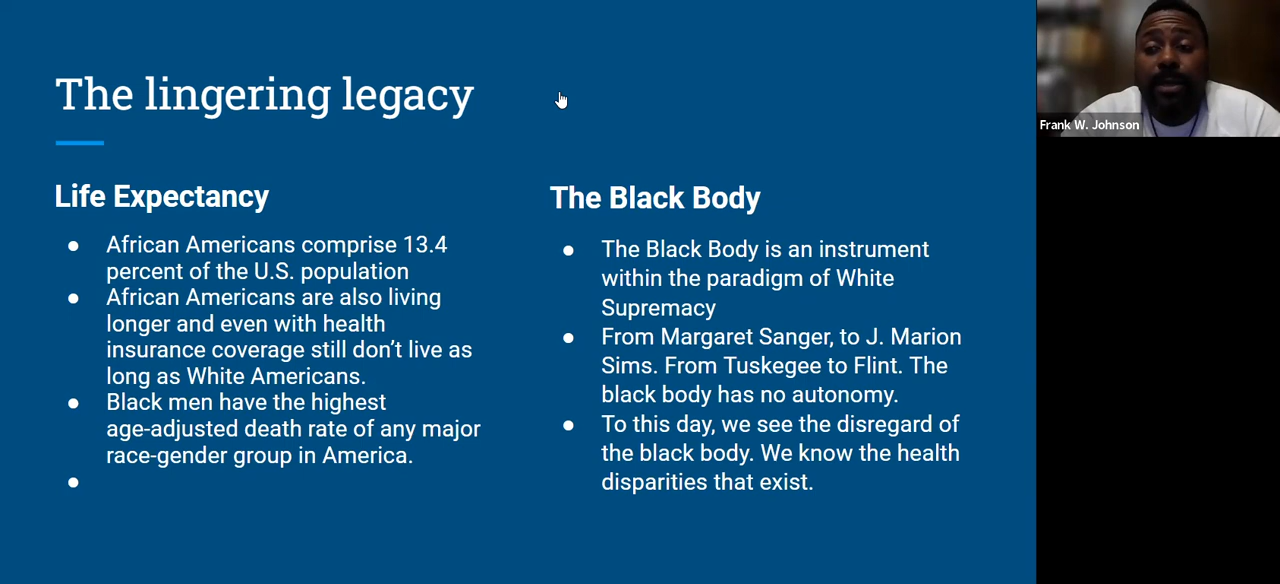 The lingering legacy
Life Expectancy
● African Americans comprise 13.4
percent of the U.S. population
● African Americans are also living
longer and even with health
insurance coverage still don’t live as
long as White Americans.
● Black men have the highest
age-adjusted death rate of any major
race-gender group in America.
●
The Black Body
● The Black Body is an instrument
within the paradigm of White
Supremacy
● From Margaret Sanger, to J. Marion
Sims. From Tuskegee to Flint. The
black body has no autonomy.
● To this day, we see the disregard of
the black body. We know the health
disparities that exist.
Frank W. Johnson